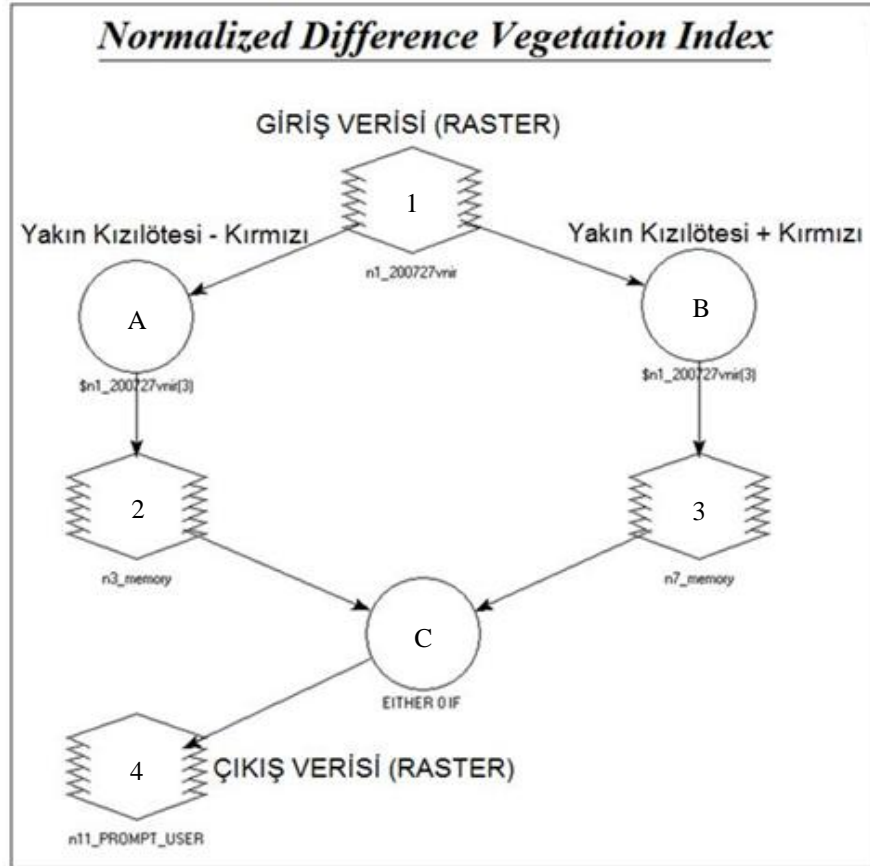 Normalized Difference Vegetation Index
GİRİŞ VERİSİ (RASTER)
1
n1_200727vnir
Yakın Kızılötesi - Kırmızı
Yakın Kızılötesi + Kırmızı
A
$n1_200727vnir(3)
B
$n1_200727vnir(3)
2
n3_memory
3
n7_memory
C
EITHER 0 IF
4
ÇIKIŞ VERİSİ (RASTER)
n11_PROMPT_USER